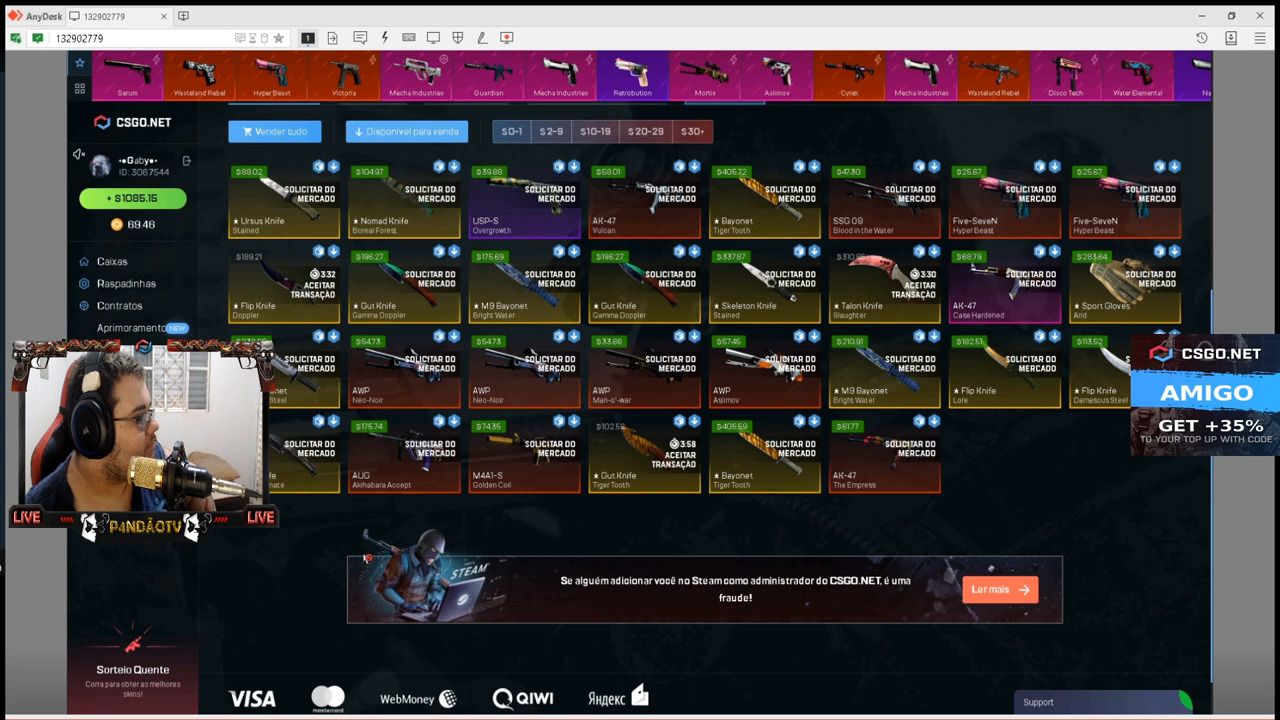 AnyDesk 132902779
132902779 1
Serum Wasteland Rebel Hyper Beast Victoria Mecha Industries Guardian Mecha Industries Retrobution Mortis Asiimov Cyrex Mecha Industries Wasteland Rebel Disco Tech Water Elemental Na
CSGO.NET
•●Gaby●•
ID: 3067544
+ $1085.15
69.46
Caixas
Raspadinhas
Contratos
Aprimoramento NEW
Vender tudo Disponível para venda $0-1 $2-9 $10-19 $20-29 $30+
$88.02 $104.97 $39.88 $58.01 $405.72 $47.30 $25.67 $25.67
SOLICITAR DO SOLICITAR DO SOLICITAR DO SOLICITAR DO SOLICITAR DO SOLICITAR DO SOLICITAR DO SOLICITAR DO
MERCADO MERCADO MERCADO MERCADO MERCADO MERCADO MERCADO MERCADO
★ Ursus Knife ★ Nomad Knife USP-S AK-47 ★ Bayonet SSG 08 Five-SeveN Five-SeveN
Stained Boreal Forest Overgrowth Vulcan Tiger Tooth Blood in the Water Hyper Beast Hyper Beast
$189.21 $196.27 $175.69 $196.27 $337.87 $68.79 $283.64
3:32 SOLICITAR DO SOLICITAR DO SOLICITAR DO SOLICITAR DO 3:30 SOLICITAR DO SOLICITAR DO
ACEITAR MERCADO MERCADO MERCADO MERCADO ACEITAR MERCADO MERCADO
TRANSAÇÃO TRANSAÇÃO
★ Flip Knife ★ Gut Knife ★ M9 Bayonet ★ Gut Knife ★ Skeleton Knife ★ Talon Knife AK-47 ★ Sport Gloves
Doppler Gamma Doppler Bright Water Gamma Doppler Stained Slaughter Case Hardened Arid
$54.73 $54.73 $33.66 $57.45 $210.91 $182.51 $113.52
SOLICITAR DO SOLICITAR DO SOLICITAR DO SOLICITAR DO SOLICITAR DO SOLICITAR DO SOLICITAR DO
MERCADO MERCADO MERCADO MERCADO MERCADO MERCADO MERCADO
net AWP AWP AWP AWP ★ M9 Bayonet ★ Flip Knife ★ Flip Knife
Steel Neo-Noir Neo-Noir Man-o'-war Asiimov Bright Water Lore Damascus Steel
$175.74 $74.35 $405.59 $61.77
SOLICITAR DO SOLICITAR DO SOLICITAR DO 3:58 SOLICITAR DO SOLICITAR DO
MERCADO MERCADO MERCADO ACEITAR MERCADO MERCADO
TRANSAÇÃO
AUG M4A1-S ★ Gut Knife ★ Bayonet AK-47
Akihabara Accept Golden Coil Tiger Tooth Tiger Tooth The Empress
CSGO.NET
AMIGO
GET +35%
TO YOUR TOP UP WITH CODE
LIVE P4NDÃOTV LIVE
STEAM
Se alguém adicionar você no Steam como administrador do CSGO.NET, é uma
fraude!
Ler mais
Sorteio Quente
Corra para obter as melhores
skins!
VISA mastercard WebMoney QIWI Яндекс
Support